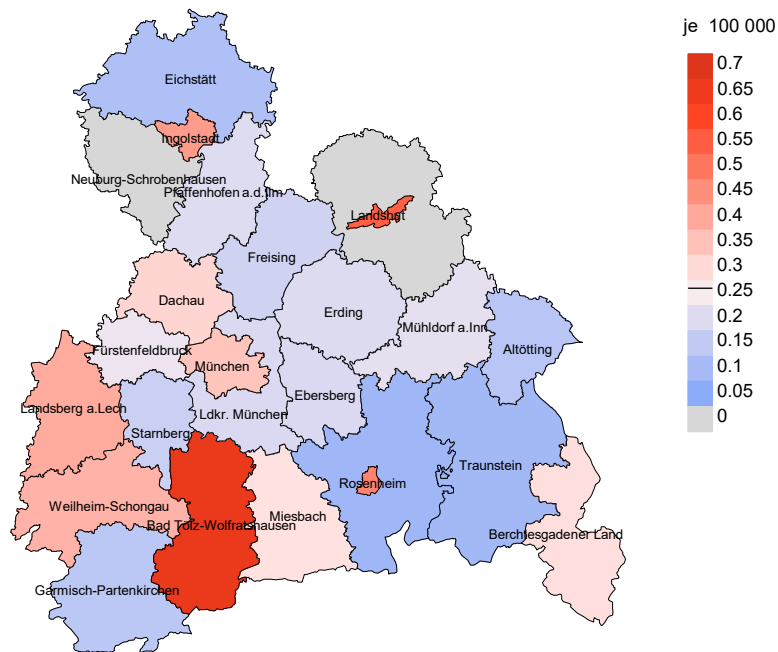 je 100 000
0.7
0.65
0.6
0.55
0.5
0.45
0.4
0.35
0.3
0.25
0.2
0.15
0.1
0.05
0
Eichstätt
Ingolstadt
Neuburg-Schrobenhausen
Pfaffenhofen a.d.Ilm
Landshut
Freising
Dachau
Erding
Mühldorf a.Inn
Altötting
Fürstenfeldbruck
München
Ebersberg
Landsberg a.Lech
Ldkr. München
Starnberg
Traunstein
Rosenheim
Weilheim-Schongau
Miesbach
Bad Tölz-Wolfratshausen
Berchtesgadener Land
Garmisch-Partenkirchen